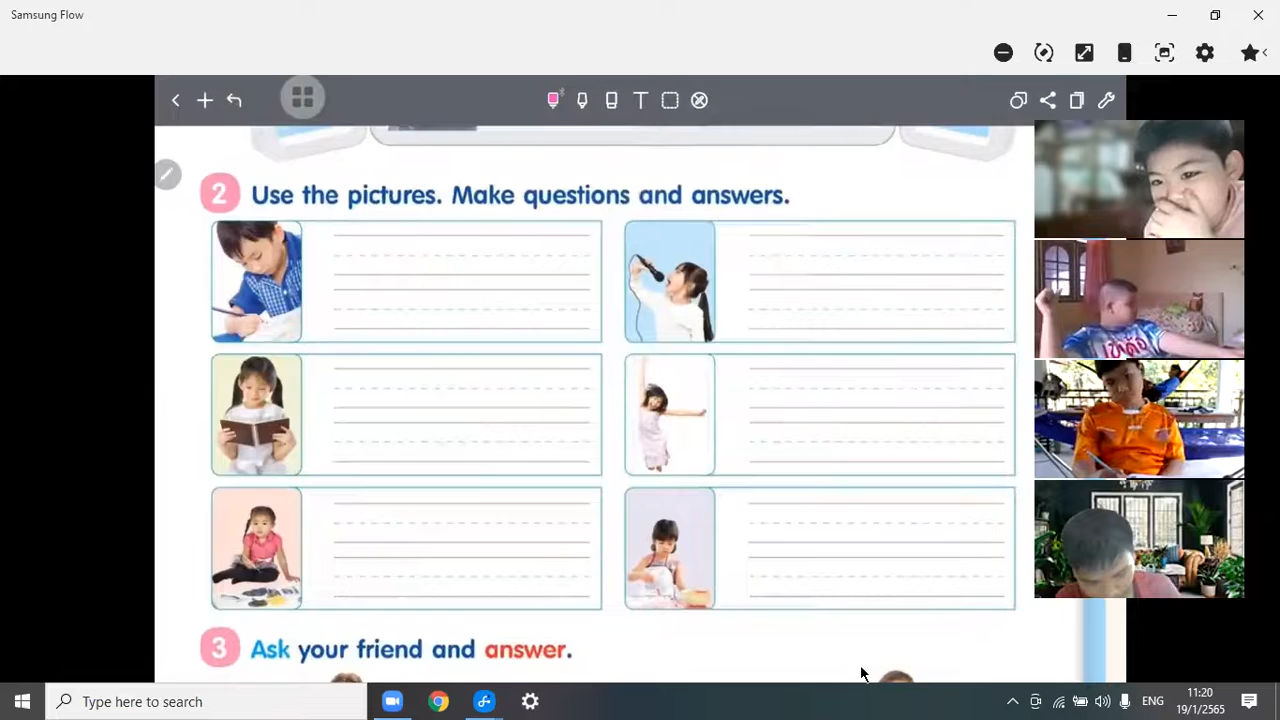 Samsung Flow
2 Use the pictures. Make questions and answers.
3 Ask your friend and answer.
Type here to search
ENG
11:20
19/1/2565